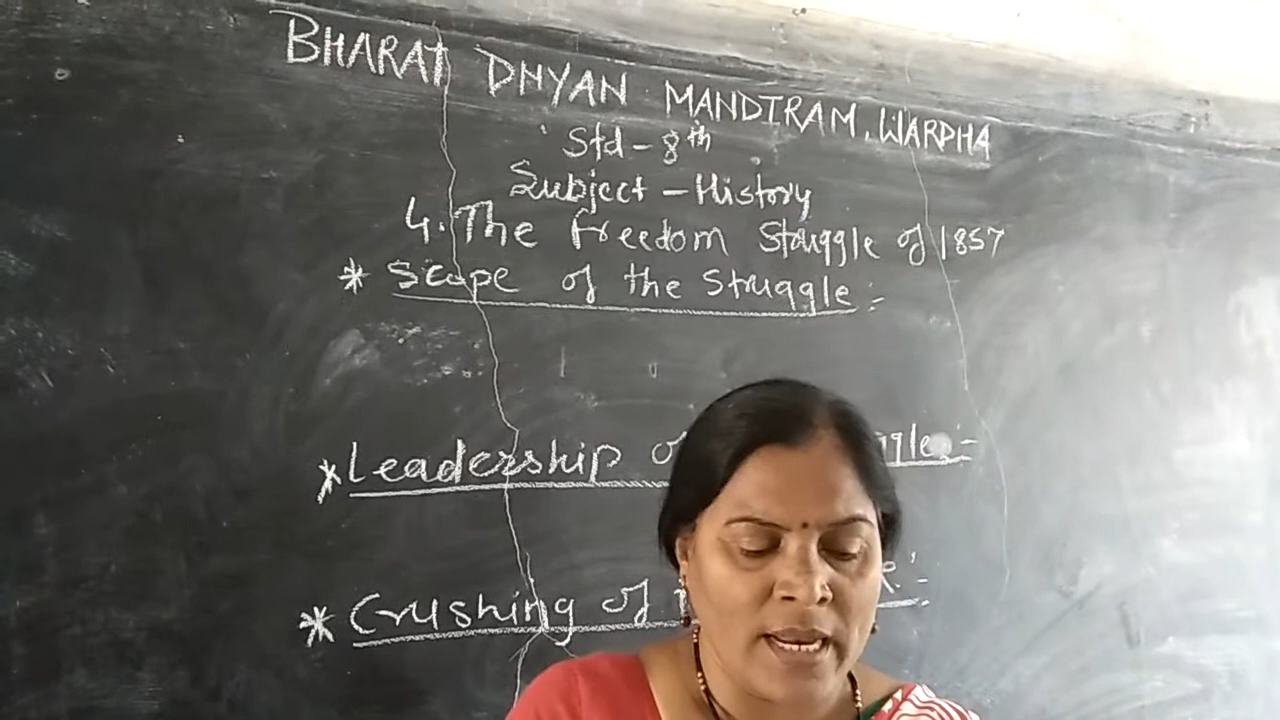 BHARAT DHYAN MANDIRAM, WARDHA
Std - 8th
Subject - History
4. The Freedom Struggle of 1857
* Scope of the Struggle :-
* Leadership :-
* Crushing of :-